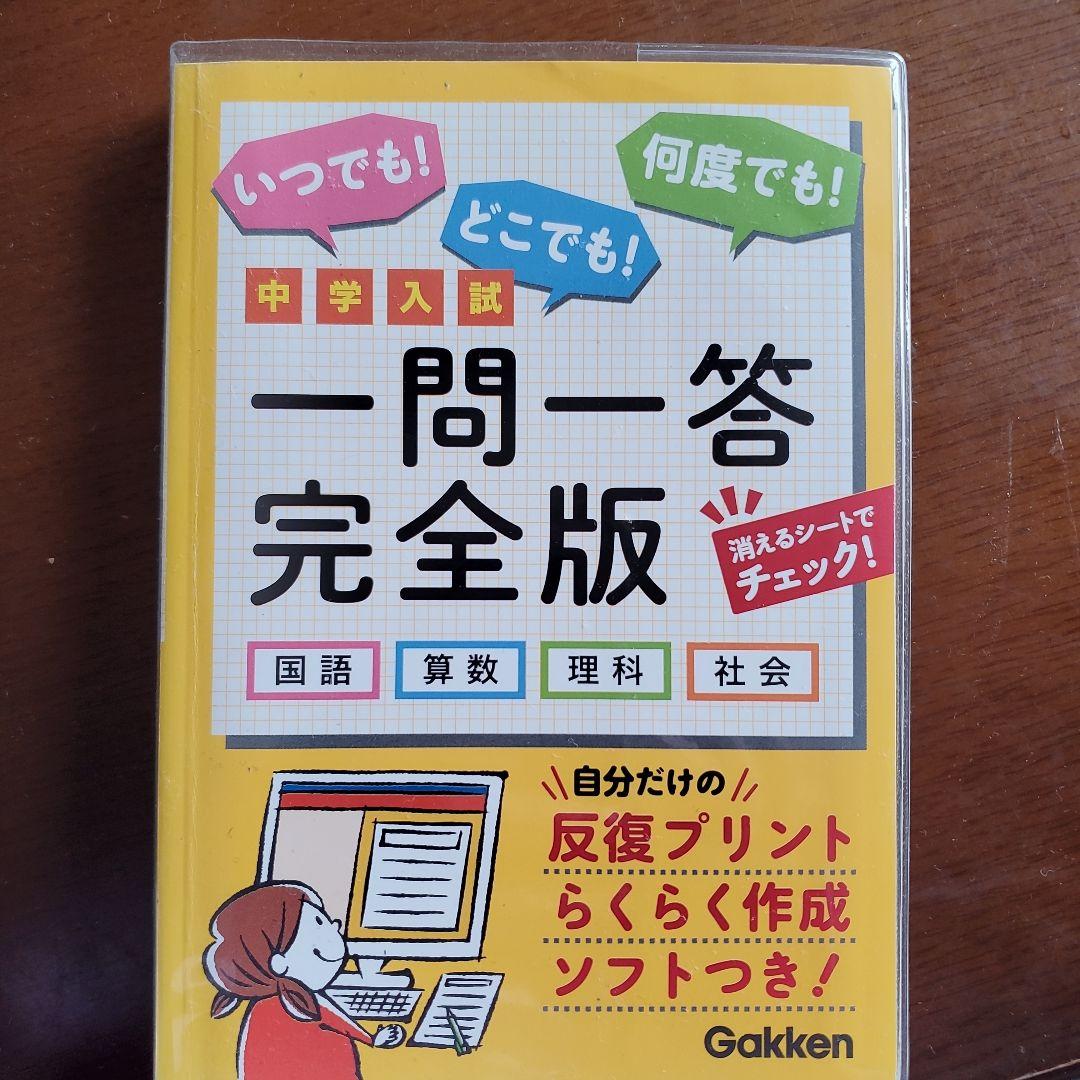 いつでも!
どこでも!
何度でも!
中学入試
一問一答
完全版
消えるシートで
チェック!
国語
算数
理科
社会
自分だけの
反復プリント
らくらく作成
ソフトつき!
Gakken